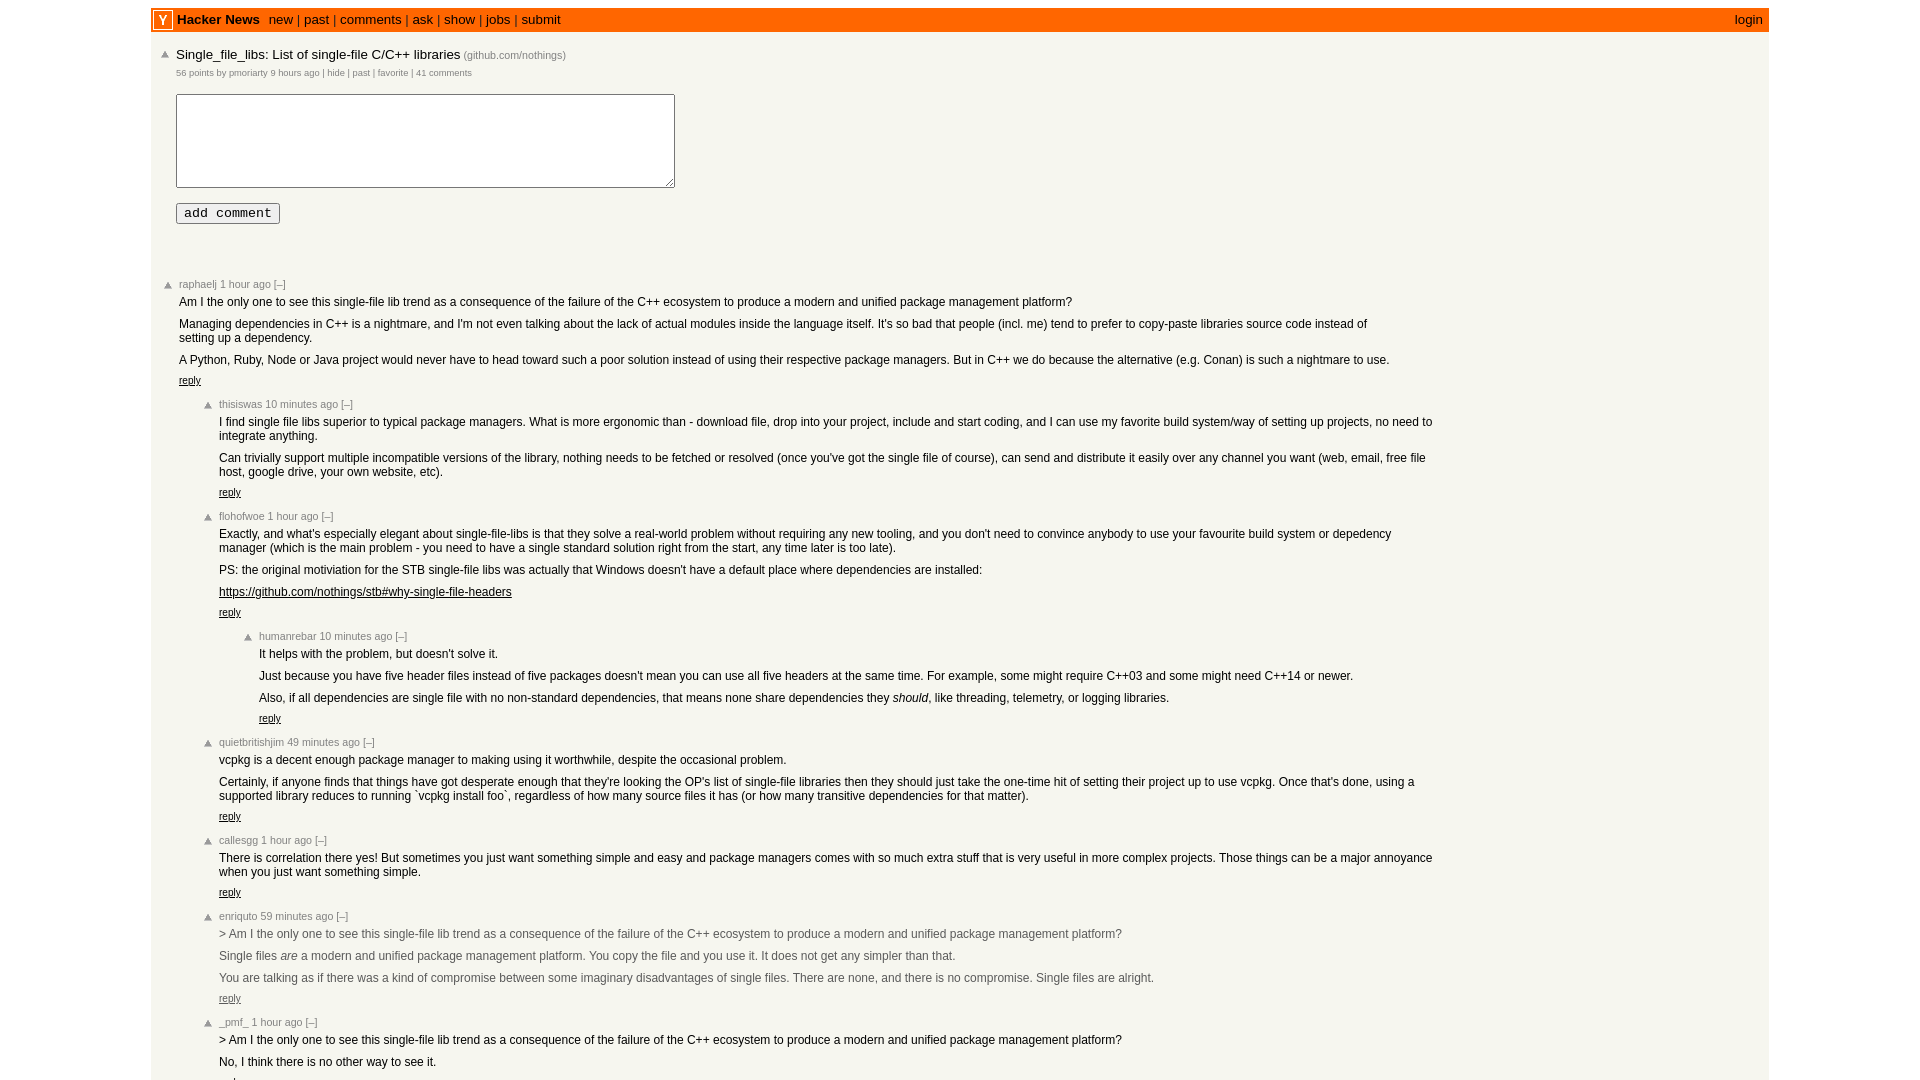 Y Hacker News new | past | comments | ask | show | jobs | submit login
Single_file_libs: List of single-file C/C++ libraries (github.com/nothings)
56 points by pmoriarty 9 hours ago | hide | past | favorite | 41 comments
add comment
raphaelj 1 hour ago [–]
Am I the only one to see this single-file lib trend as a consequence of the failure of the C++ ecosystem to produce a modern and unified package management platform?
Managing dependencies in C++ is a nightmare, and I'm not even talking about the lack of actual modules inside the language itself. It's so bad that people (incl. me) tend to prefer to copy-paste libraries source code instead of
setting up a dependency.
A Python, Ruby, Node or Java project would never have to head toward such a poor solution instead of using their respective package managers. But in C++ we do because the alternative (e.g. Conan) is such a nightmare to use.
reply
thisiswas 10 minutes ago [–]
I find single file libs superior to typical package managers. What is more ergonomic than - download file, drop into your project, include and start coding, and I can use my favorite build system/way of setting up projects, no need to
integrate anything.
Can trivially support multiple incompatible versions of the library, nothing needs to be fetched or resolved (once you've got the single file of course), can send and distribute it easily over any channel you want (web, email, free file
host, google drive, your own website, etc).
reply
flohofwoe 1 hour ago [–]
Exactly, and what's especially elegant about single-file-libs is that they solve a real-world problem without requiring any new tooling, and you don't need to convince anybody to use your favourite build system or depedency
manager (which is the main problem - you need to have a single standard solution right from the start, any time later is too late).
PS: the original motiviation for the STB single-file libs was actually that Windows doesn't have a default place where dependencies are installed:
https://github.com/nothings/stb#why-single-file-headers
reply
humanrebar 10 minutes ago [–]
It helps with the problem, but doesn't solve it.
Just because you have five header files instead of five packages doesn't mean you can use all five headers at the same time. For example, some might require C++03 and some might need C++14 or newer.
Also, if all dependencies are single file with no non-standard dependencies, that means none share dependencies they should, like threading, telemetry, or logging libraries.
reply
quietbritishjim 49 minutes ago [–]
vcpkg is a decent enough package manager to making using it worthwhile, despite the occasional problem.
Certainly, if anyone finds that things have got desperate enough that they're looking the OP's list of single-file libraries then they should just take the one-time hit of setting their project up to use vcpkg. Once that's done, using a
supported library reduces to running `vcpkg install foo`, regardless of how many source files it has (or how many transitive dependencies for that matter).
reply
callesgg 1 hour ago [–]
There is correlation there yes! But sometimes you just want something simple and easy and package managers comes with so much extra stuff that is very useful in more complex projects. Those things can be a major annoyance
when you just want something simple.
reply
enriquto 59 minutes ago [–]
> Am I the only one to see this single-file lib trend as a consequence of the failure of the C++ ecosystem to produce a modern and unified package management platform?
Single files are a modern and unified package management platform. You copy the file and you use it. It does not get any simpler than that.
You are talking as if there was a kind of compromise between some imaginary disadvantages of single files. There are none, and there is no compromise. Single files are alright.
reply
_pmf_ 1 hour ago [–]
> Am I the only one to see this single-file lib trend as a consequence of the failure of the C++ ecosystem to produce a modern and unified package management platform?
No, I think there is no other way to see it.